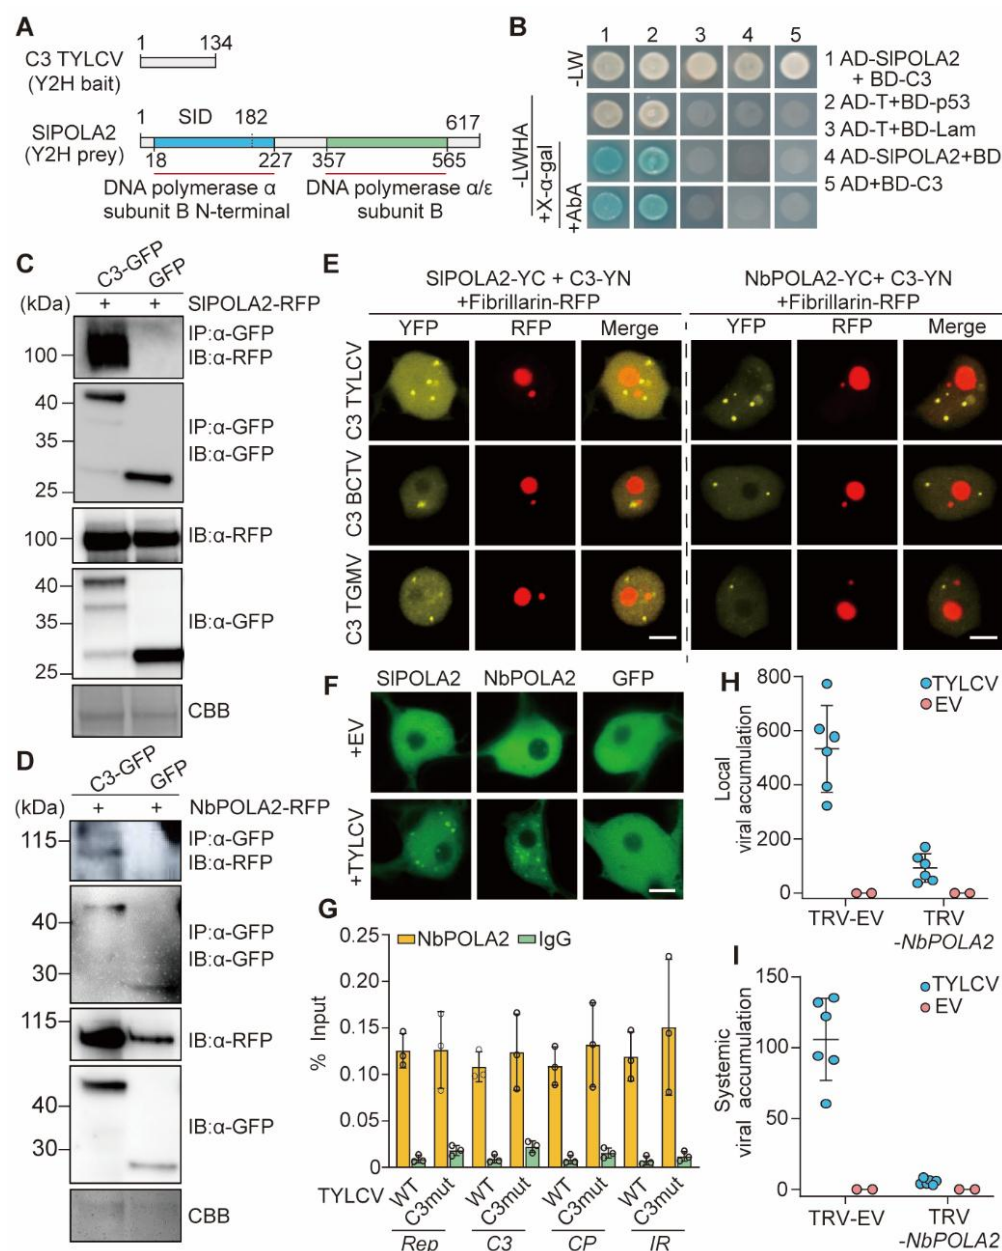 A
1 134
C3 TYLCV
(Y2H bait)
1 SID 182 617
SlPOLA2
(Y2H prey)
18 227 357 565
DNA polymerase α
subunit B N-terminal
DNA polymerase α/ε
subunit B
B
1 2 3 4 5
-LW
-LWHA
+X-α-gal
+AbA
1 AD-SlPOLA2
+ BD-C3
2 AD-T+BD-p53
3 AD-T+BD-Lam
4 AD-SlPOLA2+BD
5 AD+BD-C3
C
C3-GFP GFP
(kDa) + + SlPOLA2-RFP
100
IP:α-GFP
IB:α-RFP
40
35
25
IP:α-GFP
IB:α-GFP
100 IB:α-RFP
40
35
25
IB:α-GFP
CBB
D
C3-GFP GFP
(kDa) + + NbPOLA2-RFP
115
IP:α-GFP
IB:α-RFP
40
30
IP:α-GFP
IB:α-GFP
115
IB:α-RFP
40
30
IB:α-GFP
CBB
E
SlPOLA2-YC + C3-YN
+Fibrillarin-RFP
NbPOLA2-YC+ C3-YN
+Fibrillarin-RFP
YFP RFP Merge YFP RFP Merge
C3 TYLCV
C3 BCTV
C3 TGMV
F
SlPOLA2 NbPOLA2 GFP
+EV
+TYLCV
G
NbPOLA2 IgG
% Input
0.25
0.20
0.15
0.10
0.05
0
TYLCV WT C3mut WT C3mut WT C3mut WT C3mut
Rep C3 CP IR
H
TYLCV
EV
Local
viral accumulation
800
600
400
200
0
TRV-EV TRV
-NbPOLA2
I
TYLCV
EV
Systemic
viral accumulation
150
100
50
0
TRV-EV TRV
-NbPOLA2